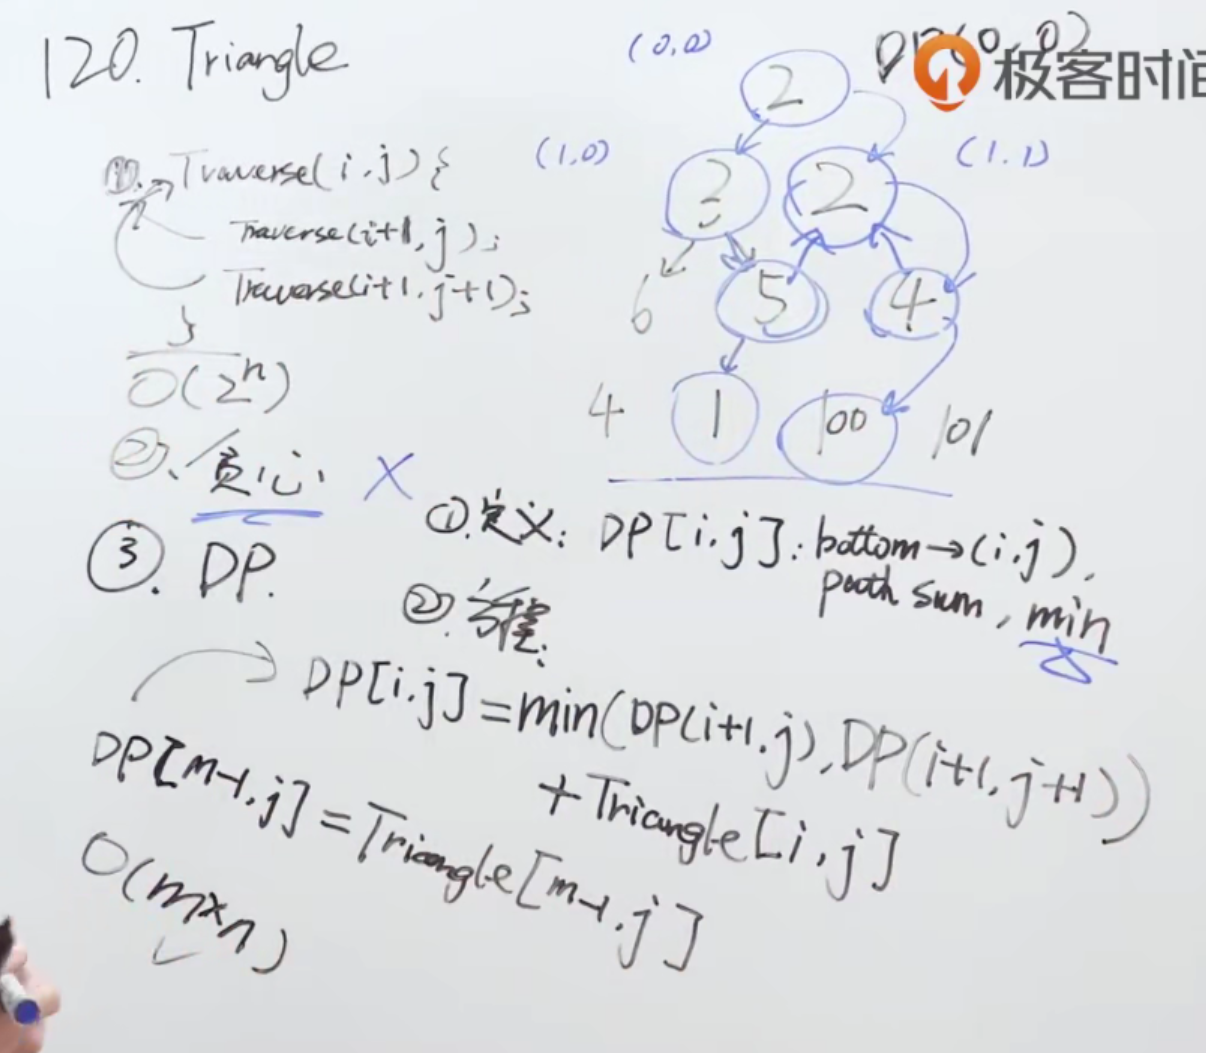 120. Triangle
DP(0,0)
极客时间
(0,0)
2
(1,0)
3
2
(1,1)
6
5
4
4
1
100
101
①. Traverse(i,j){
Traverse(i+1,j);
Traverse(i+1,j+1);
}
O(2ⁿ)
②、贪心 X
③. DP.
①.定义: DP[i,j]: bottom→(i,j),
path sum, min
②.方程:
DP[i,j]=min(DP(i+1,j),DP(i+1,j+1))
+Triangle[i,j]
DP[m-1,j]=Triangle[m-1,j]
O(m×n)